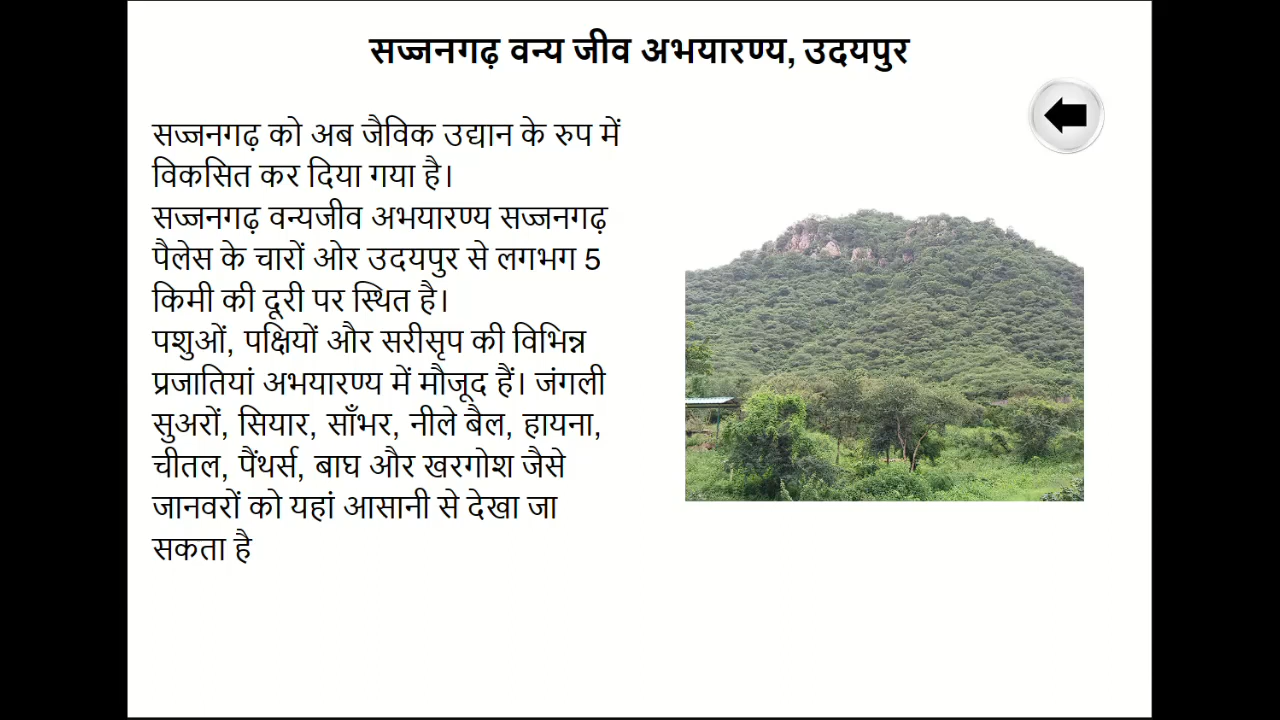 सज्जनगढ़ वन्य जीव अभयारण्य, उदयपुर
सज्जनगढ़ को अब जैविक उद्यान के रुप में
विकसित कर दिया गया है।
सज्जनगढ़ वन्यजीव अभयारण्य सज्जनगढ़
पैलेस के चारों ओर उदयपुर से लगभग 5
किमी की दूरी पर स्थित है।
पशुओं, पक्षियों और सरीसृप की विभिन्न
प्रजातियां अभयारण्य में मौजूद हैं। जंगली
सुअरों, सियार, साँभर, नीले बैल, हायना,
चीतल, पैंथर्स, बाघ और खरगोश जैसे
जानवरों को यहां आसानी से देखा जा
सकता है